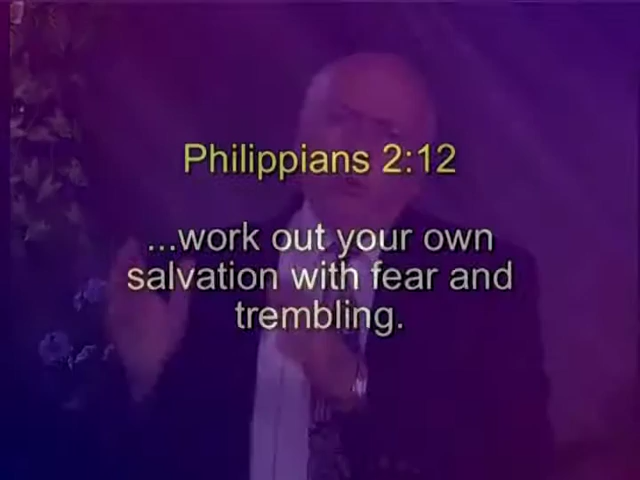 Philippians 2:12
...work out your own
salvation with fear and
trembling.